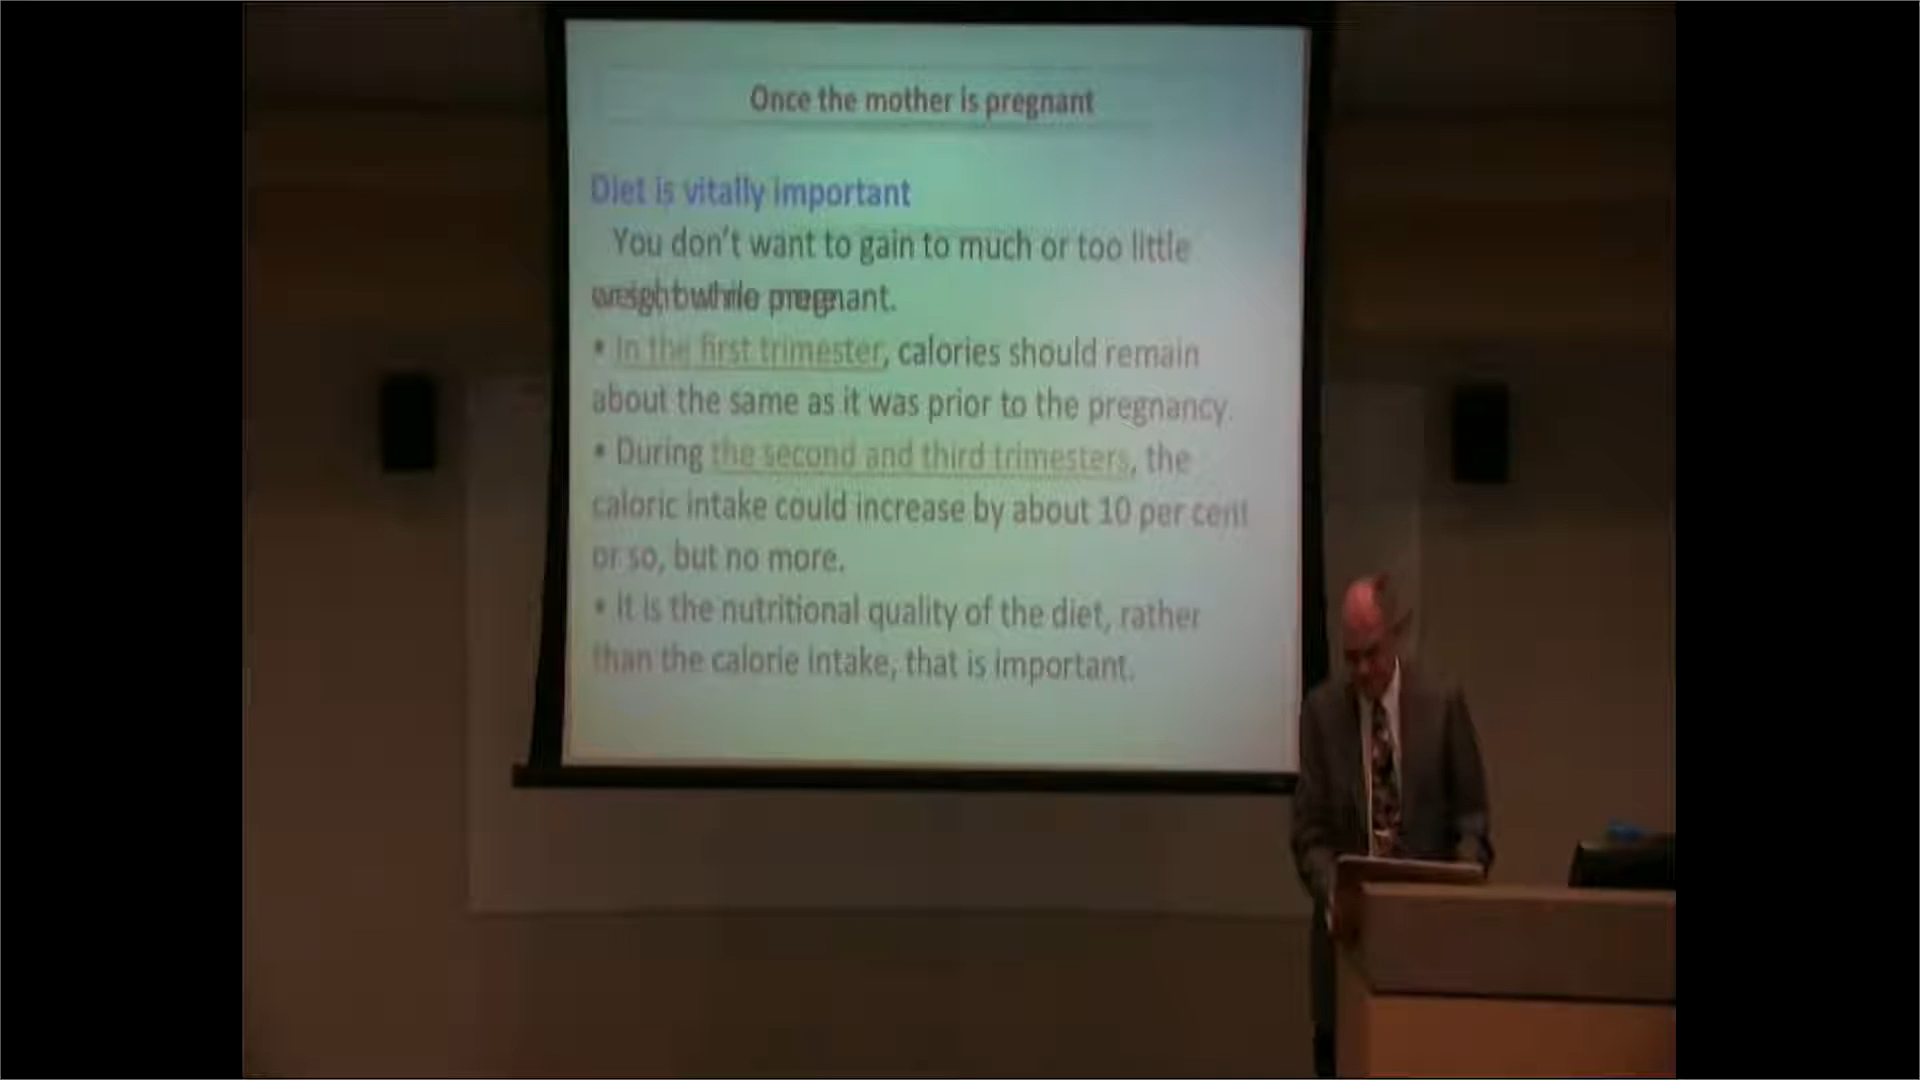 Once the mother is pregnant
Diet is vitally important
You don't want to gain to much or too little
weight while pregnant.
• In the first trimester, calories should remain
about the same as it was prior to the pregnancy.
• During the second and third trimesters, the
caloric intake could increase by about 10 per cent
or so, but no more.
• It is the nutritional quality of the diet, rather
than the calorie intake, that is important.